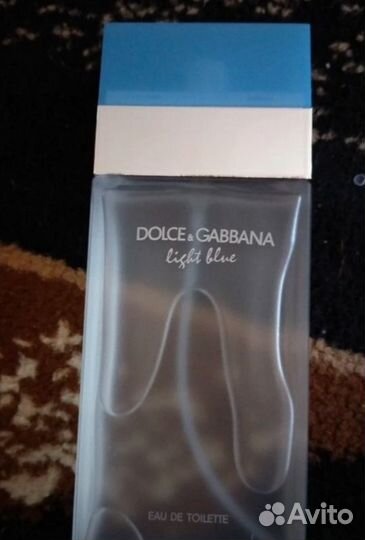 DOLCE & GABBANA
light blue
EAU DE TOILETTE
Avito